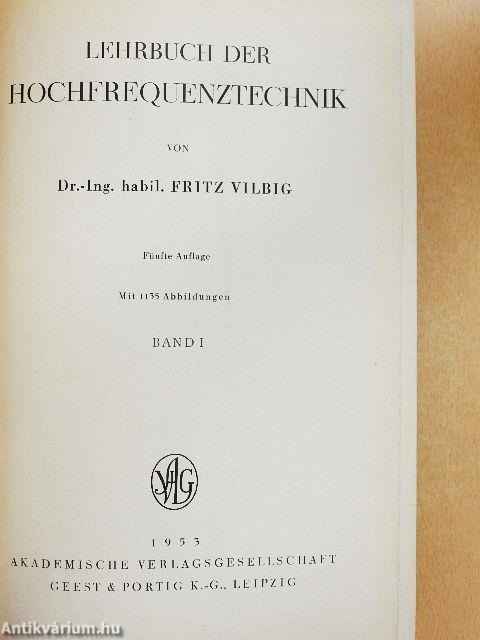 LEHRBUCH DER
HOCHFREQUENZTECHNIK
VON
Dr.-Ing. habil. FRITZ VILBIG
Fünfte Auflage
Mit 1135 Abbildungen
BAND I
VAG
1953
AKADEMISCHE VERLAGSGESELLSCHAFT
GEEST & PORTIG K.-G., LEIPZIG
Antikvárium.hu